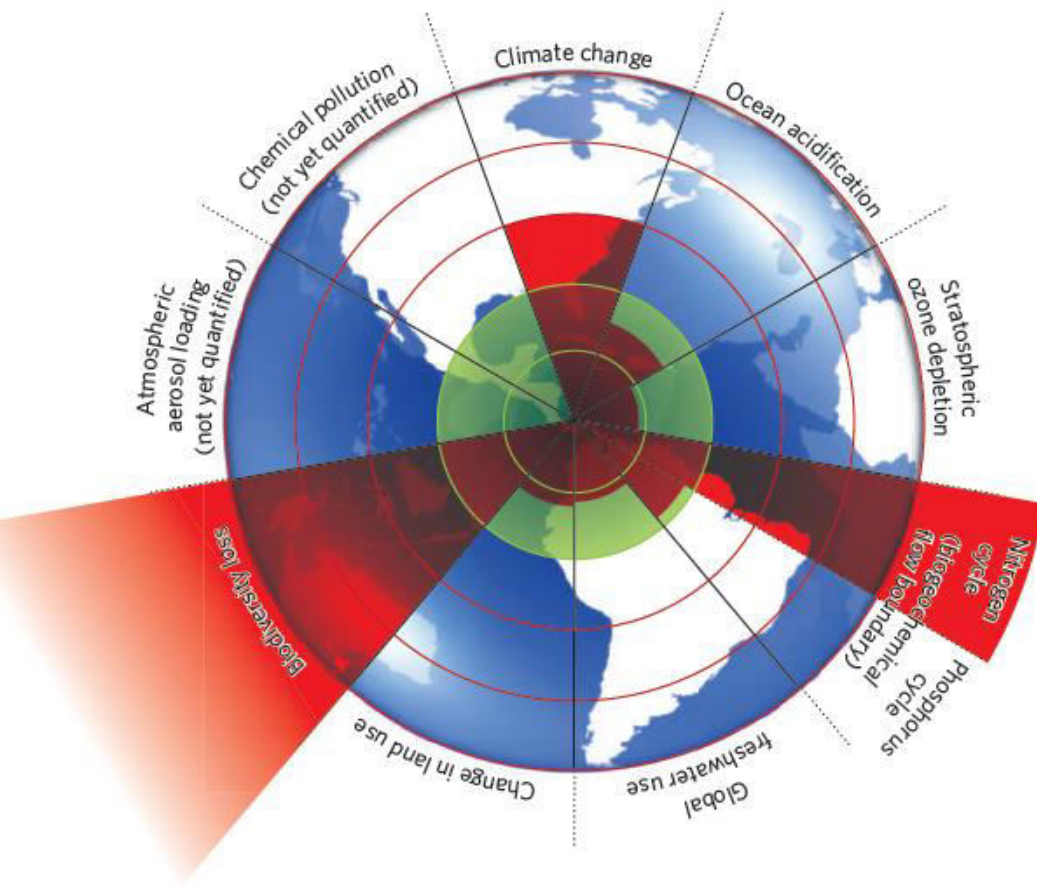 Climate change
Ocean acidification
Stratospheric
ozone depletion
Nitrogen
cycle
(biogeochemical
flow boundary)
Phosphorus
cycle
Global
freshwater use
Change in land use
Biodiversity loss
Atmospheric
aerosol loading
(not yet quantified)
Chemical pollution
(not yet quantified)